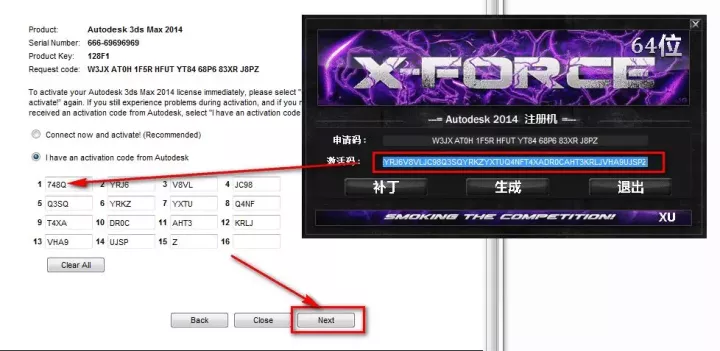 Product: Autodesk 3ds Max 2014
Serial Number: 666-69696969
Product Key: 128F1
Request code: W3JX AT0H 1F5R HFUT YT84 68P6 83XR J8PZ
To activate your Autodesk 3ds Max 2014 license immediately, please select "
activate!" again. If you still experience problems during activation, and if you r
received an activation code from Autodesk, select "I have an activation code
Connect now and activate! (Recommended)
I have an activation code from Autodesk
1 748Q 2 YRJ6 3 V8VL 4 JC98
5 Q3SQ 6 YRKZ 7 YXTU 8 Q4NF
9 T4XA 10 DR0C 11 AHT3 12 KRLJ
13 VHA9 14 UJSP 15 Z 16
Clear All
Back Close Next
64位
X-FORCE
Autodesk 2014 注册机
申请码: W3JX AT0H 1F5R HFUT YT84 68P6 83XR J8PZ
激活码: YRJ6V8VLJC98Q3SQYRKZYXTUQ4NFT4XADR0CAHT3KRLJVHA9UJSPZ
补丁 生成 退出
SMOKING THE COMPETITION! XU